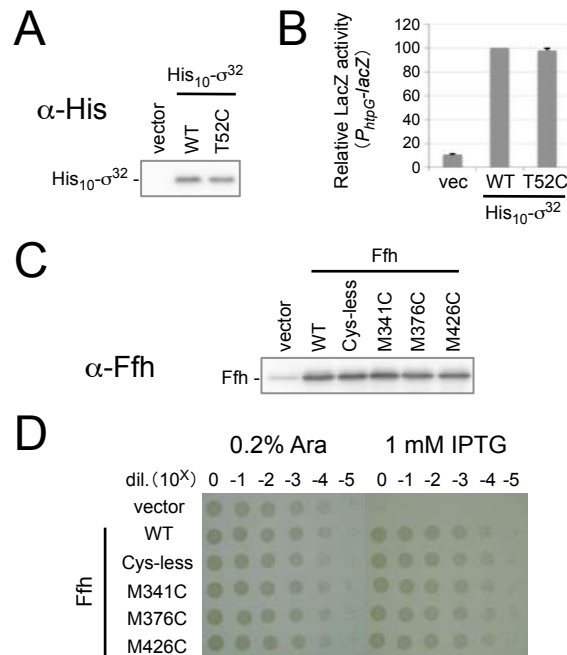 A
His10-σ32
vector
WT
T52C
α-His
His10-σ32 -
B
Relative LacZ activity
(PhtpG-lacZ)
120
100
80
60
40
20
0
vec WT T52C
His10-σ32
C
Ffh
vector
WT
Cys-less
M341C
M376C
M426C
α-Ffh
Ffh -
D
0.2% Ara 1 mM IPTG
dil.(10X) 0 -1 -2 -3 -4 -5 0 -1 -2 -3 -4 -5
vector
WT
Cys-less
M341C
M376C
M426C
Ffh